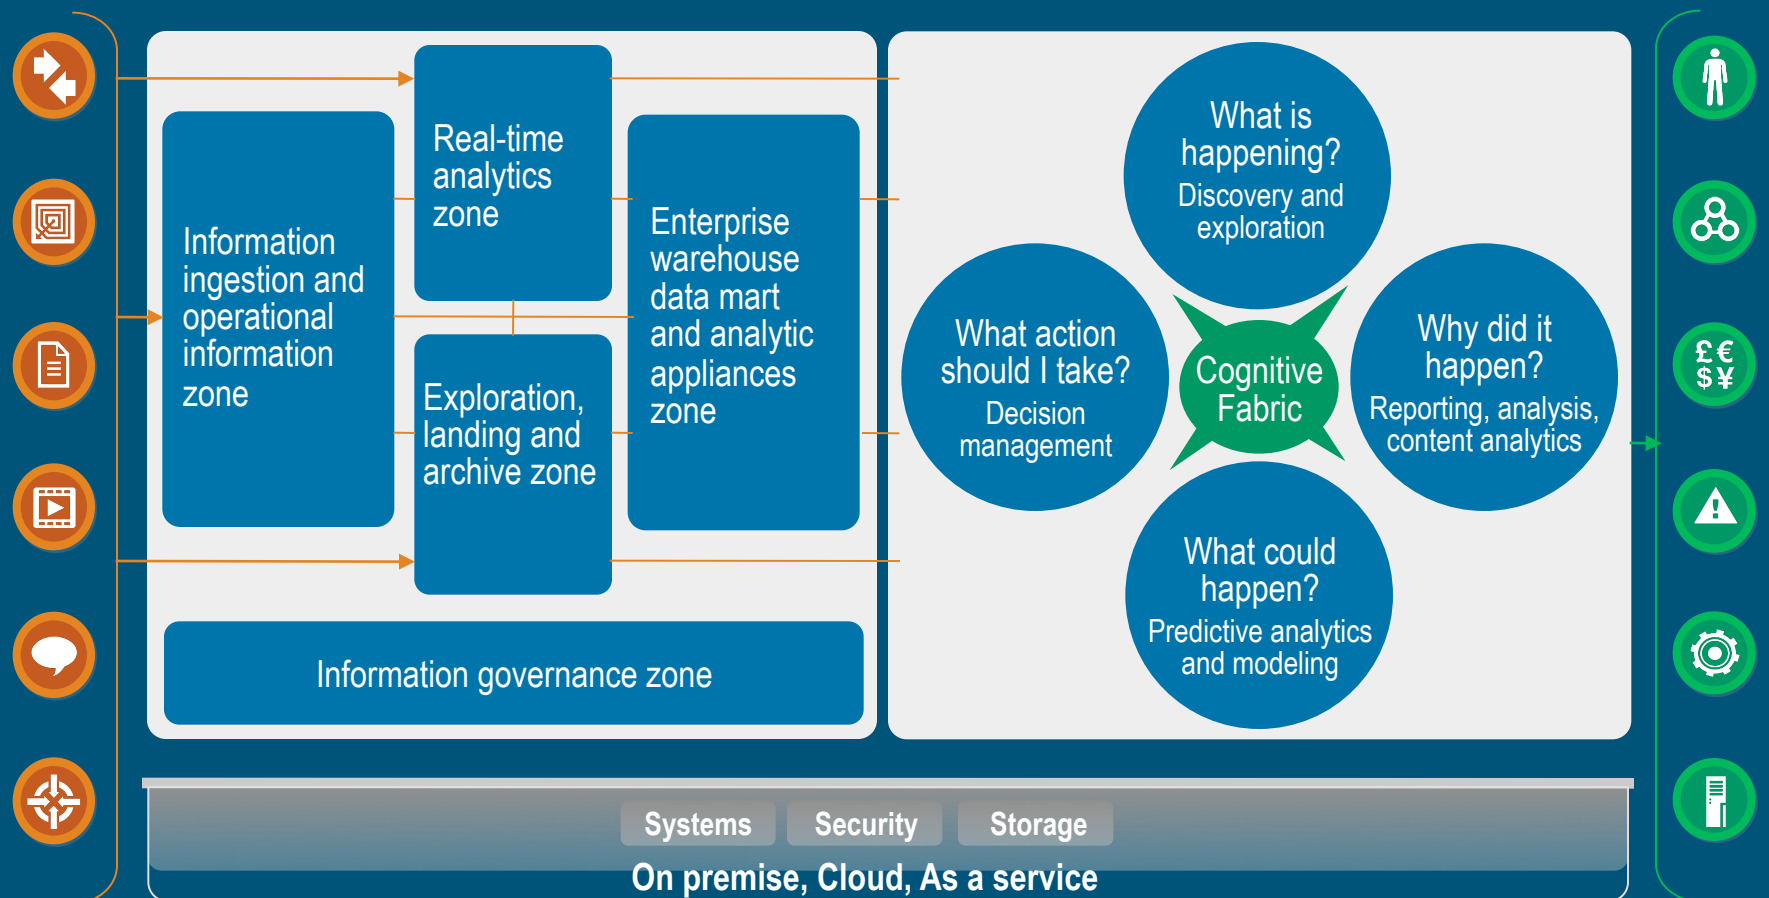 Real-time
analytics
zone
Information
ingestion and
operational
information
zone
Enterprise
warehouse
data mart
and analytic
appliances
zone
Exploration,
landing and
archive zone
Information governance zone
What is
happening?
Discovery and
exploration
What action
should I take?
Decision
management
Cognitive
Fabric
Why did it
happen?
Reporting, analysis,
content analytics
What could
happen?
Predictive analytics
and modeling
£ €
$ ¥
!
Systems
Security
Storage
On premise, Cloud, As a service